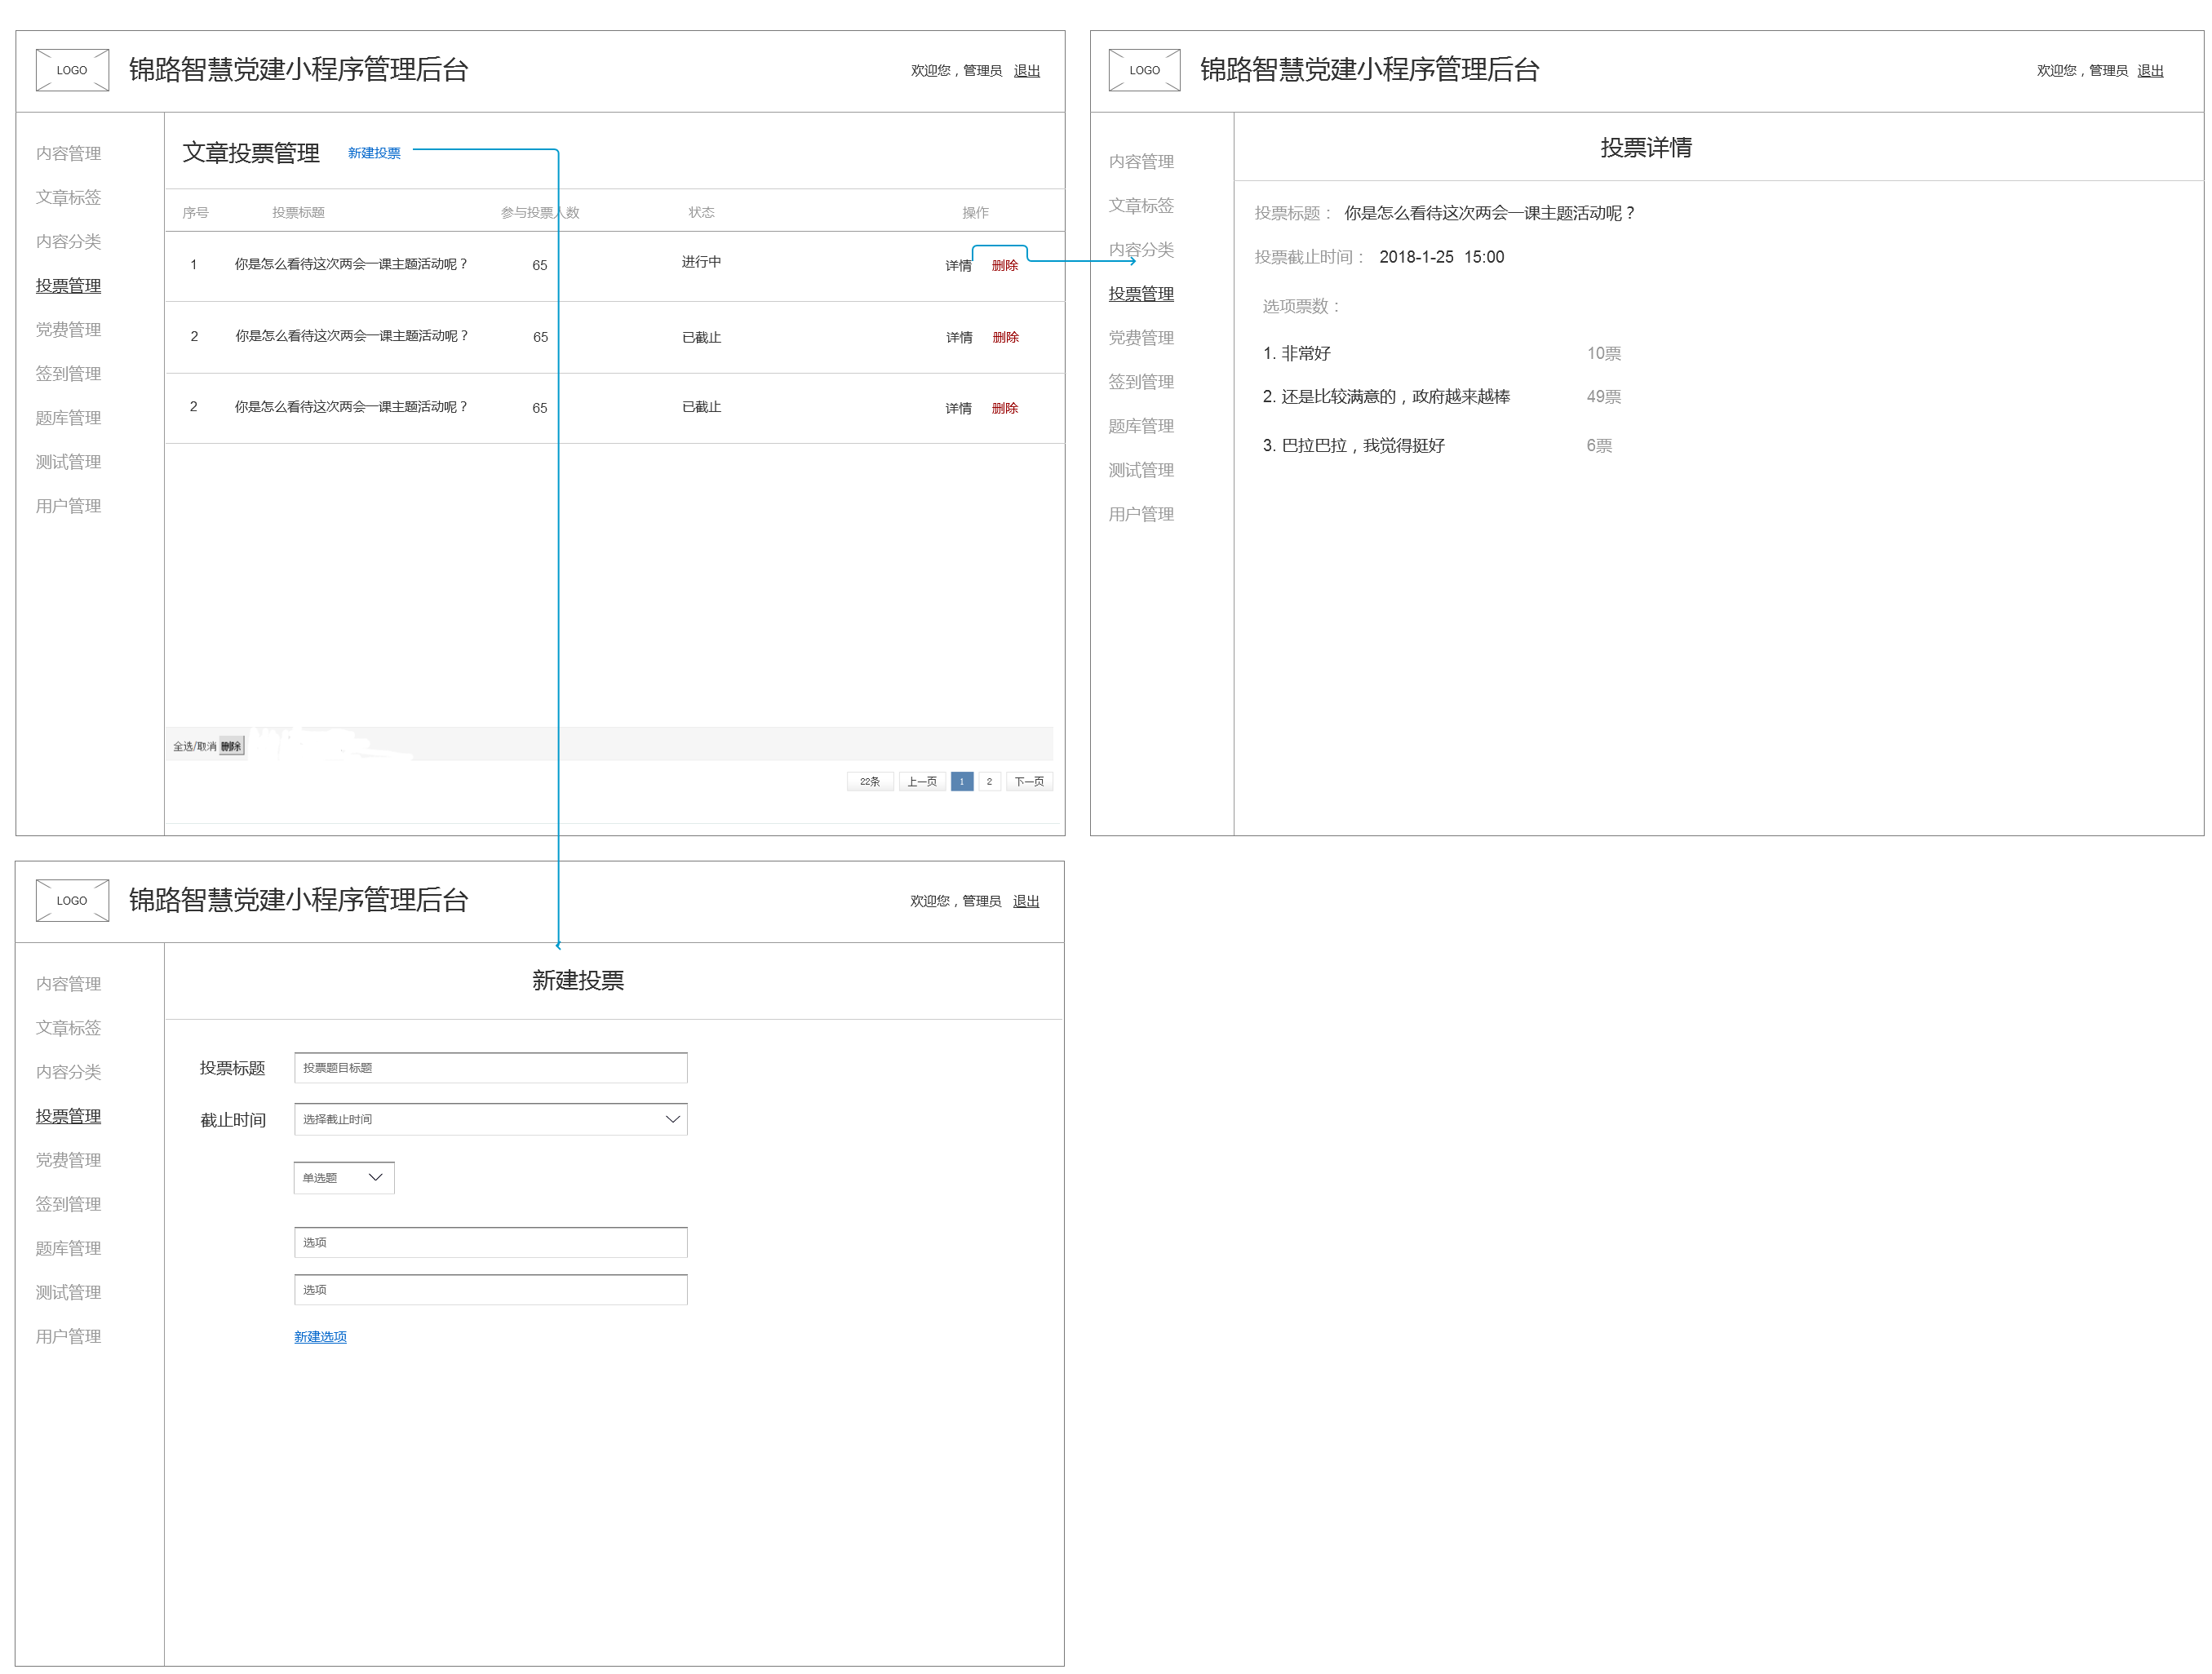 LOGO 锦路智慧党建小程序管理后台 欢迎您，管理员 退出
内容管理
文章标签
内容分类
投票管理
党费管理
签到管理
题库管理
测试管理
用户管理
文章投票管理 新建投票
序号 投票标题 参与投票人数 状态 操作
1 你是怎么看待这次两会一课主题活动呢？ 65 进行中 详情 删除
2 你是怎么看待这次两会一课主题活动呢？ 65 已截止 详情 删除
2 你是怎么看待这次两会一课主题活动呢？ 65 已截止 详情 删除
全选/取消 删除
22条 上一页 1 2 下一页
LOGO 锦路智慧党建小程序管理后台 欢迎您，管理员 退出
内容管理
文章标签
内容分类
投票管理
党费管理
签到管理
题库管理
测试管理
用户管理
投票详情
投票标题： 你是怎么看待这次两会一课主题活动呢？
投票截止时间： 2018-1-25 15:00
选项票数：
1. 非常好 10票
2. 还是比较满意的，政府越来越棒 49票
3. 巴拉巴拉，我觉得挺好 6票
LOGO 锦路智慧党建小程序管理后台 欢迎您，管理员 退出
内容管理
文章标签
内容分类
投票管理
党费管理
签到管理
题库管理
测试管理
用户管理
新建投票
投票标题 投票题目标题
截止时间 选择截止时间
单选题
选项
选项
新建选项